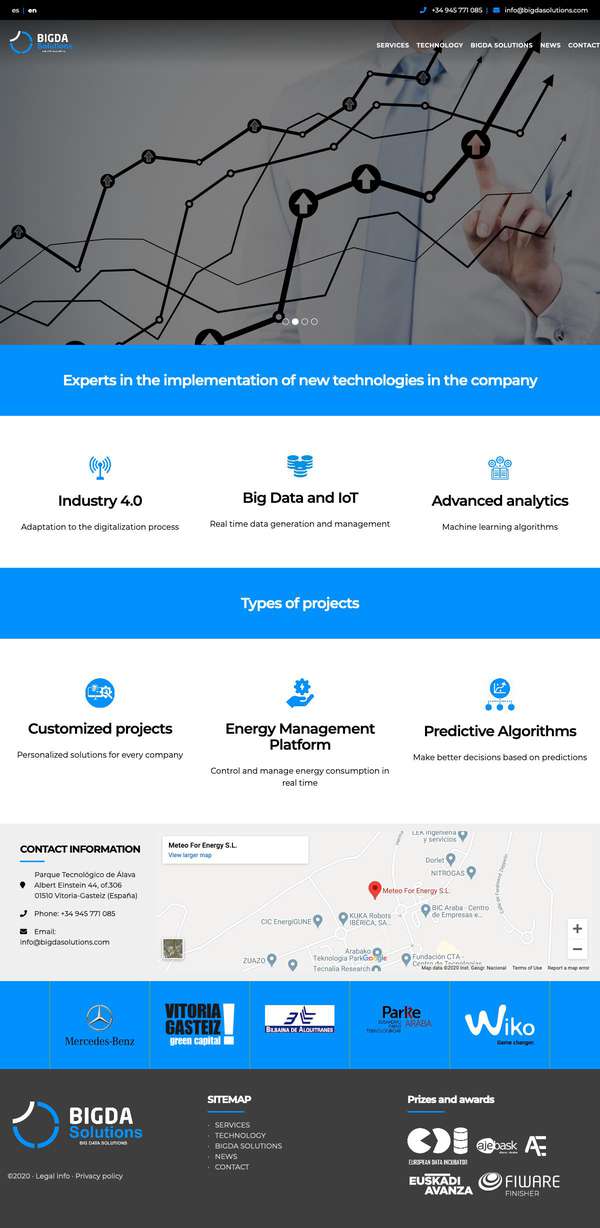 es | en
+34 945 771 085 | info@bigdasolutions.com
BIGDA
Solutions
SERVICES TECHNOLOGY BIGDA SOLUTIONS NEWS CONTACT
Experts in the implementation of new technologies in the company
Industry 4.0
Adaptation to the digitalization process
Big Data and IoT
Real time data generation and management
Advanced analytics
Machine learning algorithms
Types of projects
Customized projects
Personalized solutions for every company
Energy Management
Platform
Control and manage energy consumption in
real time
Predictive Algorithms
Make better decisions based on predictions
CONTACT INFORMATION
Parque Tecnológico de Álava
Albert Einstein 44, of.306
01510 Vitoria-Gasteiz (España)
Phone: +34 945 771 085
Email:
info@bigdasolutions.com
Meteo For Energy S.L.
View larger map
LEK Ingeniería
y servicios
Dorlet
NITROGAS
Meteo For Energy S.L.
BIC Araba - Centro
de Empresas e...
KUKA Robots
IBÉRICA, SA...
CIC EnergiGUNE
Arabako
Teknologia Park
Google
ZUAZO
Tecnalia Research
Fundación CTA -
Centro de Tecnologías
Map data ©2020 Inst. Geogr. Nacional Terms of Use Report a map error
Mercedes-Benz
VITORIA
GASTEIZ!
green capital
BILBAINA DE ALQUITRANES
Parke
ARABA
Wiko
Game changer
BIGDA
Solutions
BIG DATA SOLUTIONS
©2020 · Legal info · Privacy policy
SITEMAP
· SERVICES
· TECHNOLOGY
· BIGDA SOLUTIONS
· NEWS
· CONTACT
Prizes and awards
EUROPEAN DATA INCUBATOR
ajebask
AE
EUSKADI
AVANZA
FIWARE
FINISHER